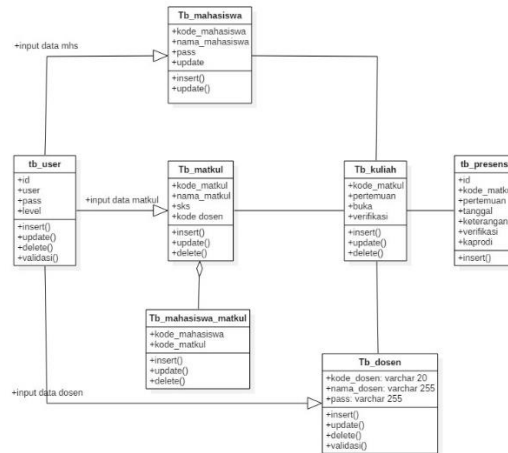 Tb_mahasiswa
+kode_mahasiswa
+nama_mahasiswa
+pass
+update
+insert()
+update()
+input data mhs
tb_user
+id
+user
+pass
+level
+insert()
+update()
+delete()
+validasi()
+input data matkul
Tb_matkul
+kode_matkul
+nama_matkul
+sks
+kode dosen
+insert()
+update()
+delete()
Tb_kuliah
+kode_matkul
+pertemuan
+buka
+verifikasi
+insert()
+update()
+delete()
tb_presens
+id
+kode_matku
+pertemuan
+tanggal
+keterangan
+verifikasi
+kaprodi
+insert()
Tb_mahasiswa_matkul
+kode_mahasiswa
+kode_matkul
+insert()
+update()
+delete()
+input data dosen
Tb_dosen
+kode_dosen: varchar 20
+nama_dosen: varchar 255
+pass: varchar 255
+insert()
+update()
+delete()
+validasi()